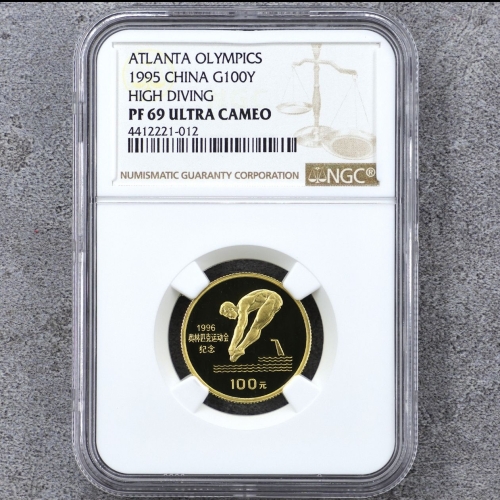 ATLANTA OLYMPICS
1995 CHINA G100Y
HIGH DIVING
PF 69 ULTRA CAMEO
4412221-012
NUMISMATIC GUARANTY CORPORATION
NGC®
1996
奥林匹克运动会
纪念
100元